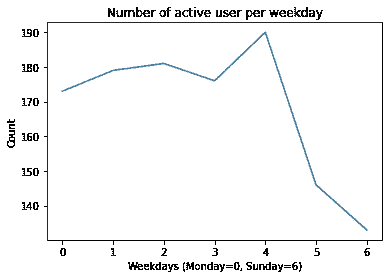 Number of active user per weekday
190
180
170
160
150
140
Count
0 1 2 3 4 5 6
Weekdays (Monday=0, Sunday=6)